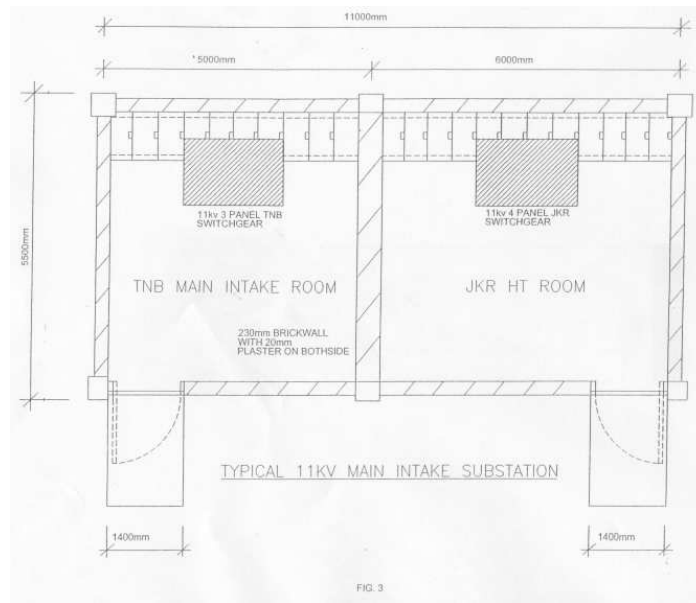 11000mm
5000mm
6000mm
5500mm
11kv 3 PANEL TNB
SWITCHGEAR
11kv 4 PANEL JKR
SWITCHGEAR
TNB MAIN INTAKE ROOM
JKR HT ROOM
230mm BRICKWALL
WITH 20mm
PLASTER ON BOTHSIDE
TYPICAL 11KV MAIN INTAKE SUBSTATION
1400mm
1400mm
FIG. 3